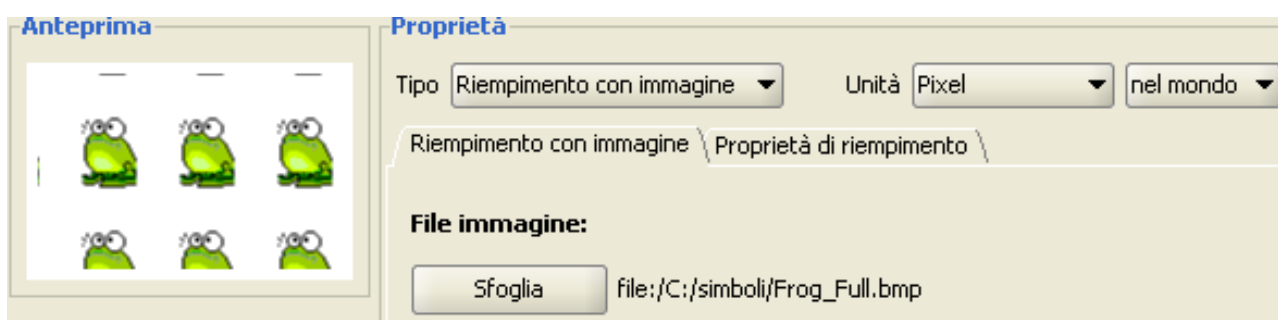 Anteprima
Proprietà
Tipo Riempimento con immagine Unità Pixel nel mondo
Riempimento con immagine Proprietà di riempimento
File immagine:
Sfoglia file:/C:/simboli/Frog_Full.bmp